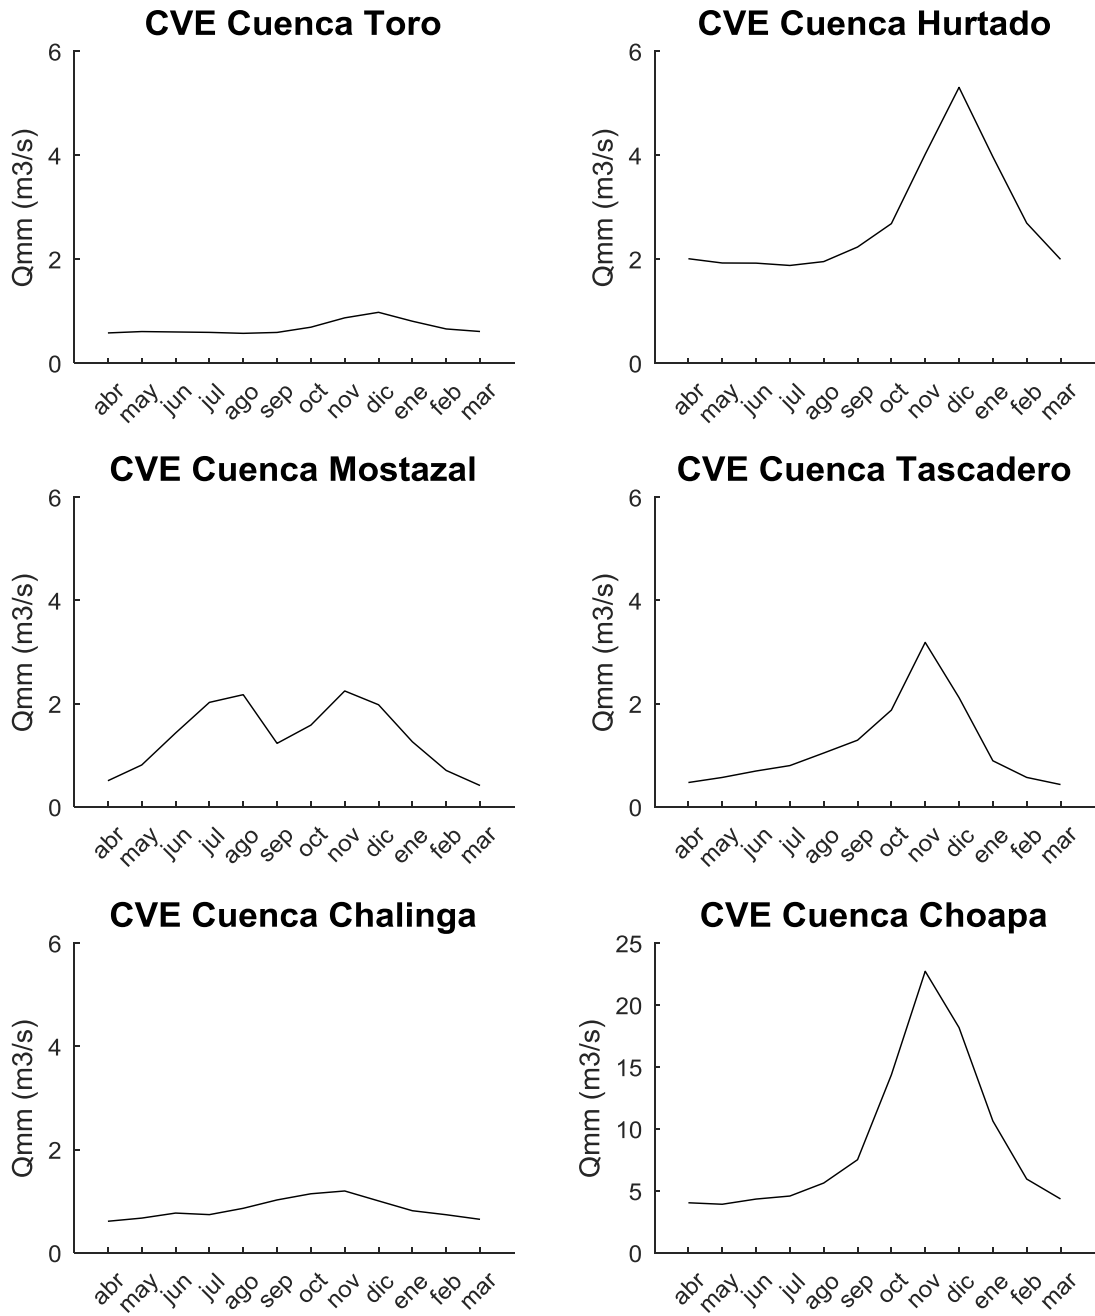 CVE Cuenca Toro
6
4
2
0
Qmm (m3/s)
abr
may
jun
jul
ago
sep
oct
nov
dic
ene
feb
mar
CVE Cuenca Hurtado
6
4
2
0
Qmm (m3/s)
abr
may
jun
jul
ago
sep
oct
nov
dic
ene
feb
mar
CVE Cuenca Mostazal
6
4
2
0
Qmm (m3/s)
abr
may
jun
jul
ago
sep
oct
nov
dic
ene
feb
mar
CVE Cuenca Tascadero
6
4
2
0
Qmm (m3/s)
abr
may
jun
jul
ago
sep
oct
nov
dic
ene
feb
mar
CVE Cuenca Chalinga
6
4
2
0
Qmm (m3/s)
abr
may
jun
jul
ago
sep
oct
nov
dic
ene
feb
mar
CVE Cuenca Choapa
25
20
15
10
5
0
Qmm (m3/s)
abr
may
jun
jul
ago
sep
oct
nov
dic
ene
feb
mar